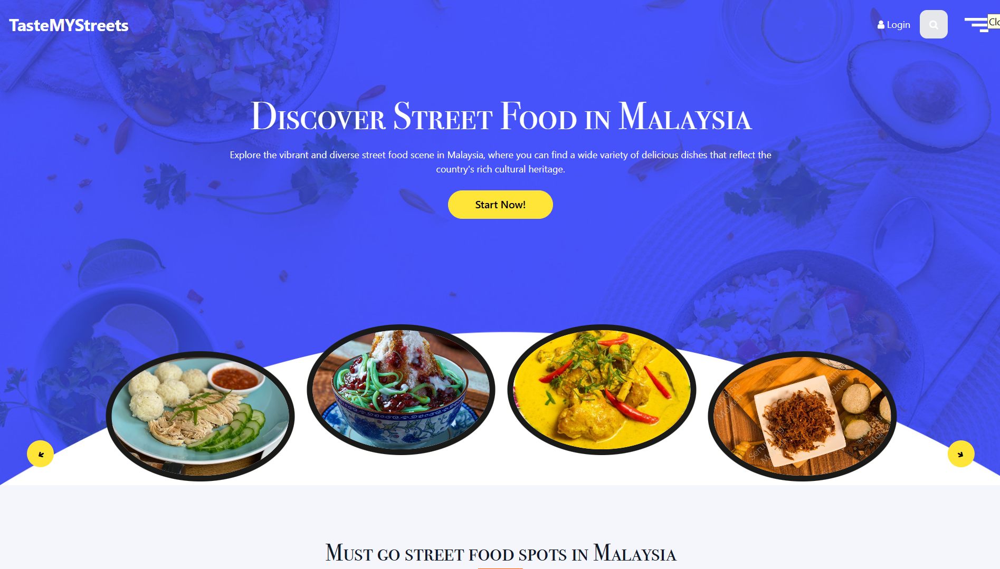 TasteMYStreets
Login
Clo
Discover Street Food in Malaysia
Explore the vibrant and diverse street food scene in Malaysia, where you can find a wide variety of delicious dishes that reflect the
country's rich cultural heritage.
Start Now!
Mokteh
Mokteh
Must go street food spots in Malaysia